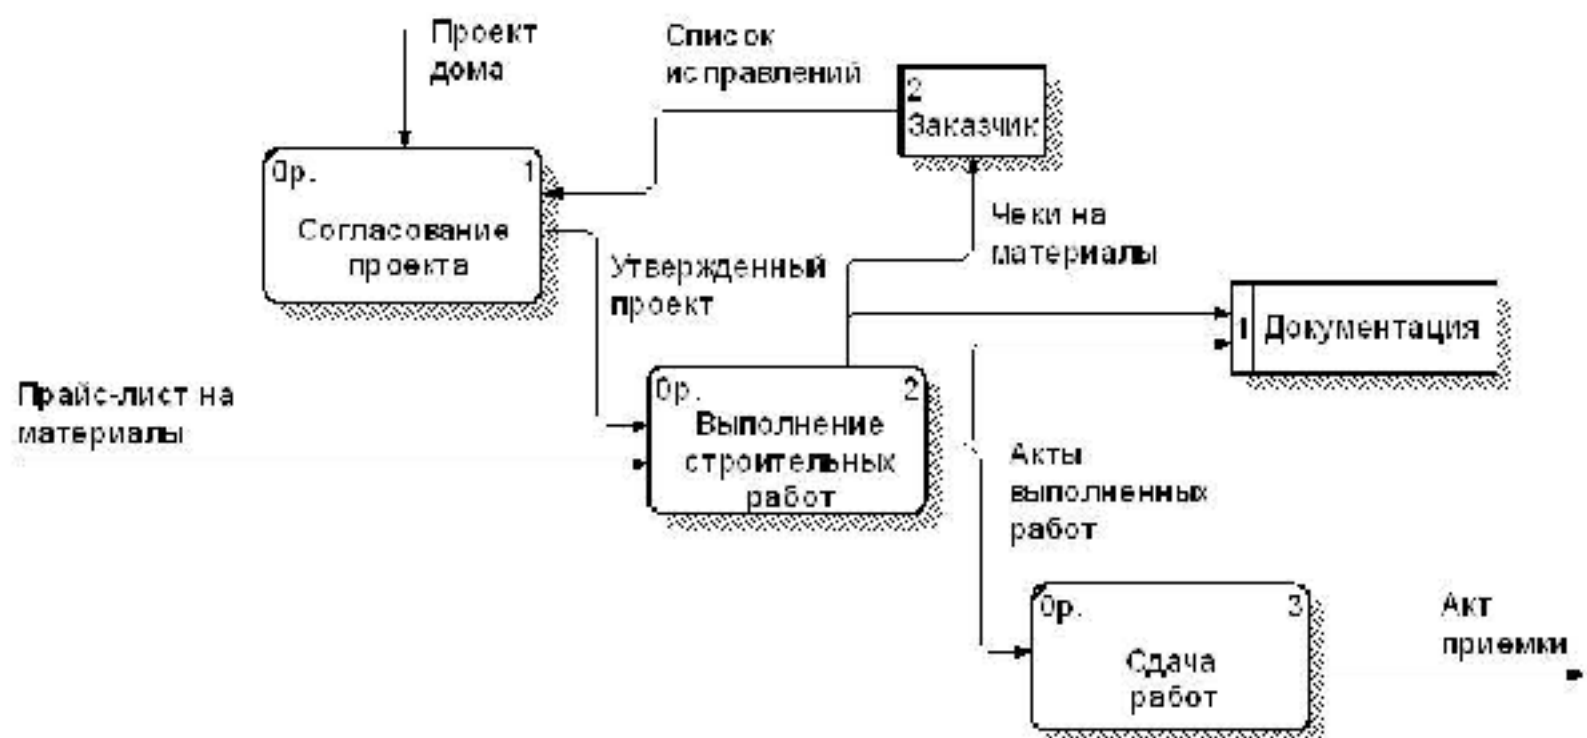 Проект
дома
Список
исправлений
2
Заказчик
0р. 1
Согласование
проекта
Чеки на
материалы
Утвержденный
проект
1 Документация
Прайс-лист на
материалы
0р. 2
Выполнение
строительных
работ
Акты
выполненных
работ
0р. 3
Сдача
работ
Акт
приемки